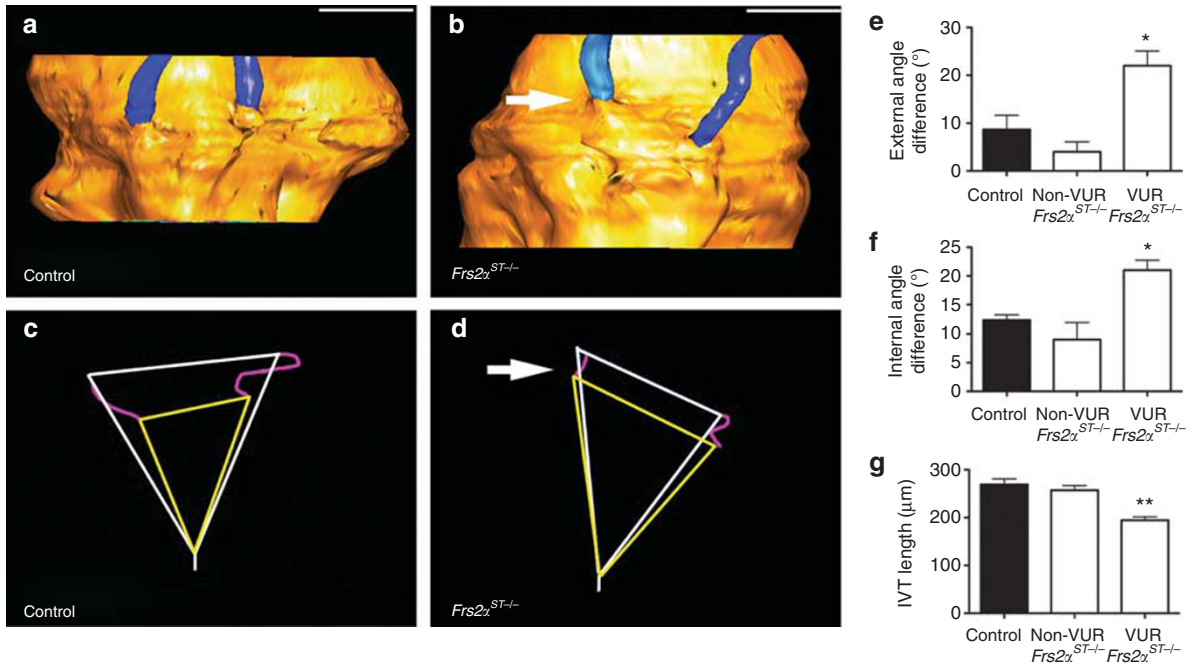 a
Control
b
Frs2α^ST–/–
c
Control
d
Frs2α^ST–/–
e
External angle
difference (°)
30
20
10
0
*
Control
Non-VUR
Frs2α^ST–/–
VUR
Frs2α^ST–/–
f
Internal angle
difference (°)
25
20
15
10
5
0
*
Control
Non-VUR
Frs2α^ST–/–
VUR
Frs2α^ST–/–
g
IVT length (μm)
300
200
100
0
**
Control
Non-VUR
Frs2α^ST–/–
VUR
Frs2α^ST–/–